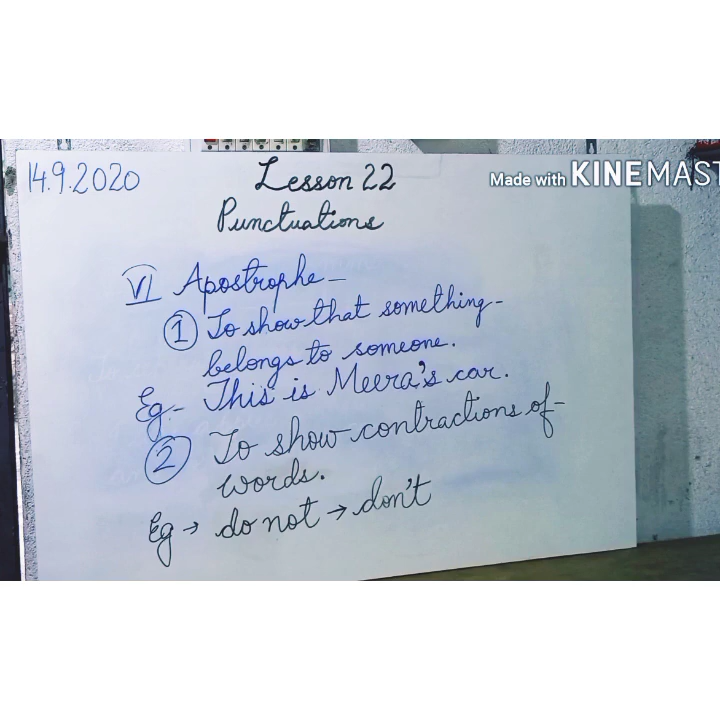 14.9.2020
Lesson 22
Made with KINEMAST
Punctuations
VI Apostrophe -
① To show that something -
belongs to someone.
Eg - This is Meera's car.
② To show contractions of -
words.
Eg → do not → don't